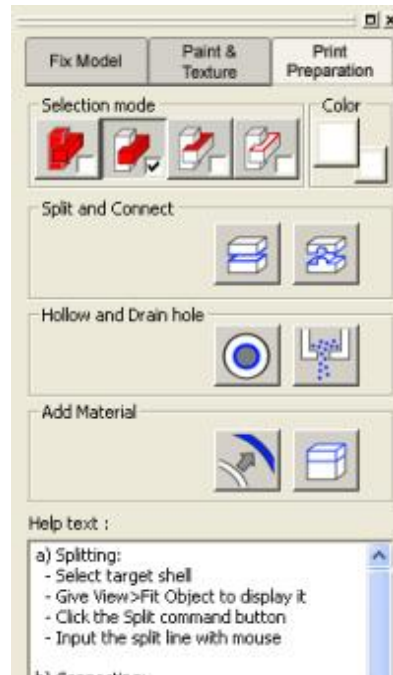 Fix Model
Paint &
Texture
Print
Preparation
Selection mode
Color
Split and Connect
Hollow and Drain hole
Add Material
Help text :
a) Splitting:
- Select target shell
- Give View>Fit Object to display it
- Click the Split command button
- Input the split line with mouse